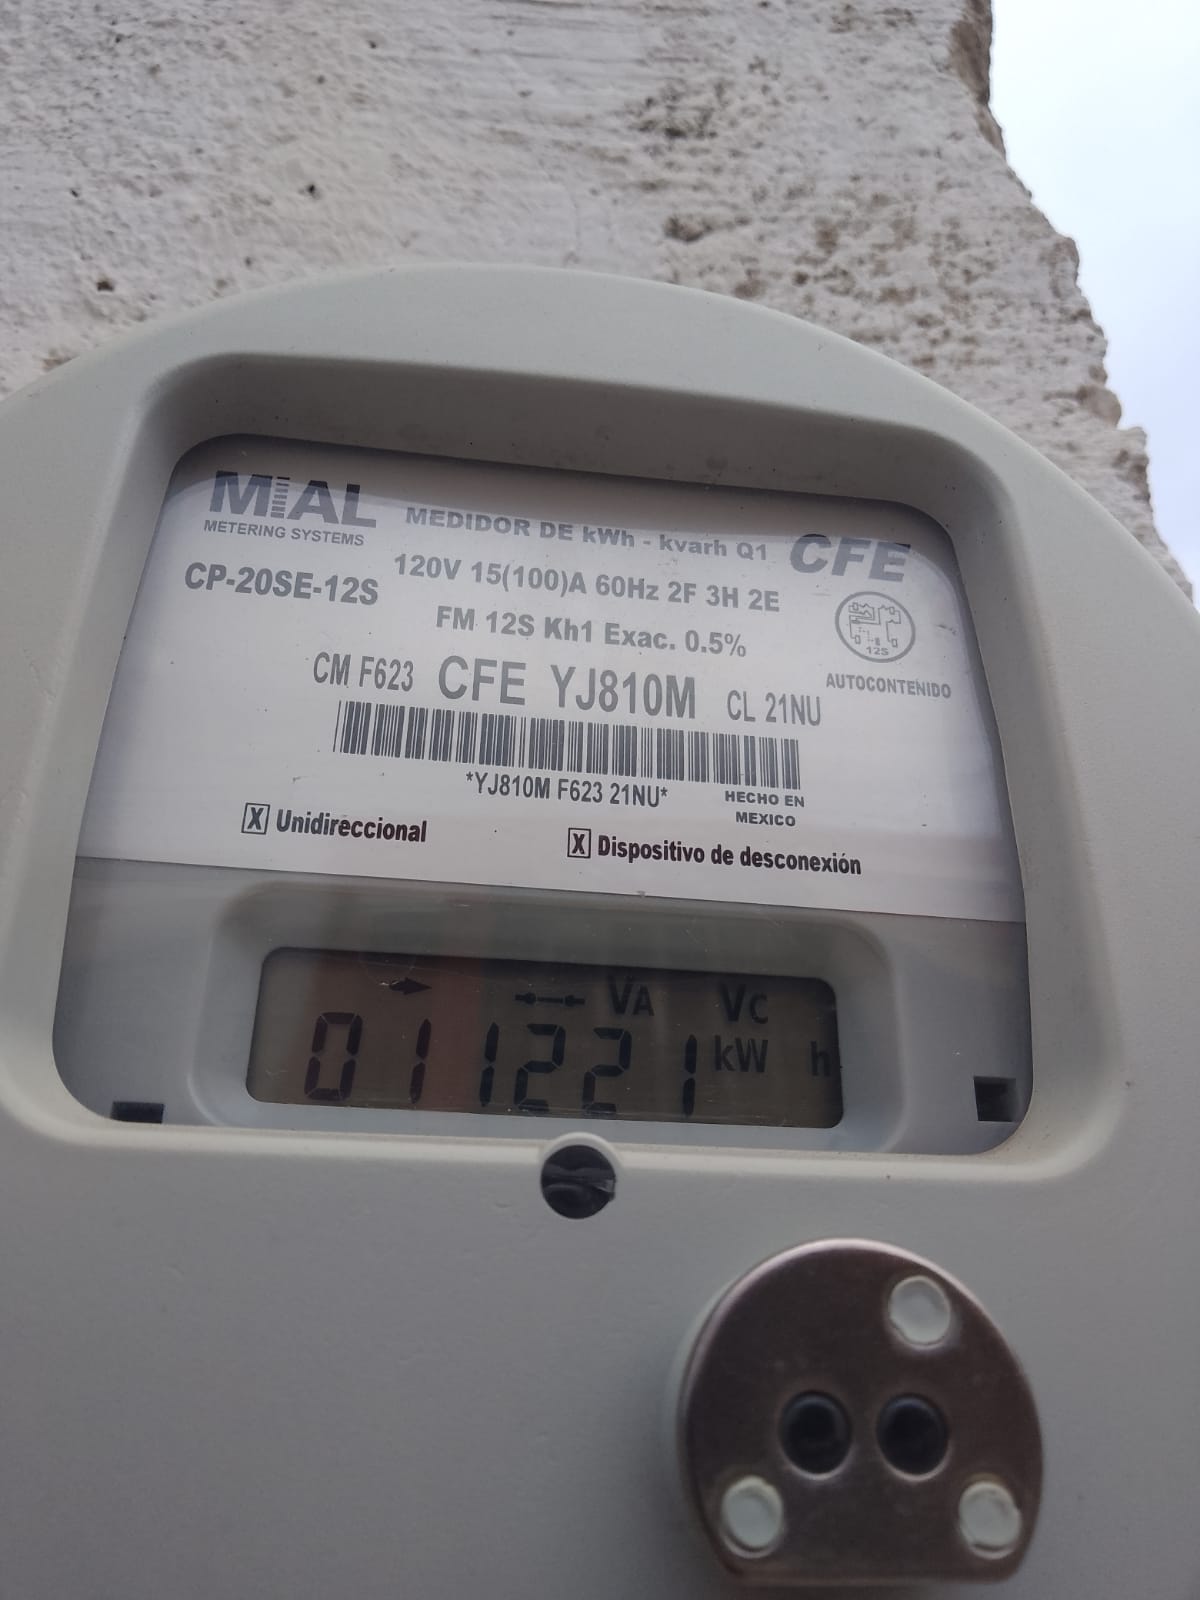 MIAL
METERING SYSTEMS
MEDIDOR DE kWh - kvarh Q1
CFE
CP-20SE-12S
120V 15(100)A 60Hz 2F 3H 2E
FM 12S Kh1 Exac. 0.5%
12S
AUTOCONTENIDO
CM F623 CFE YJ810M CL 21NU
*YJ810M F623 21NU*
HECHO EN
MEXICO
X Unidireccional
X Dispositivo de desconexión
VA VC
011221 kW h